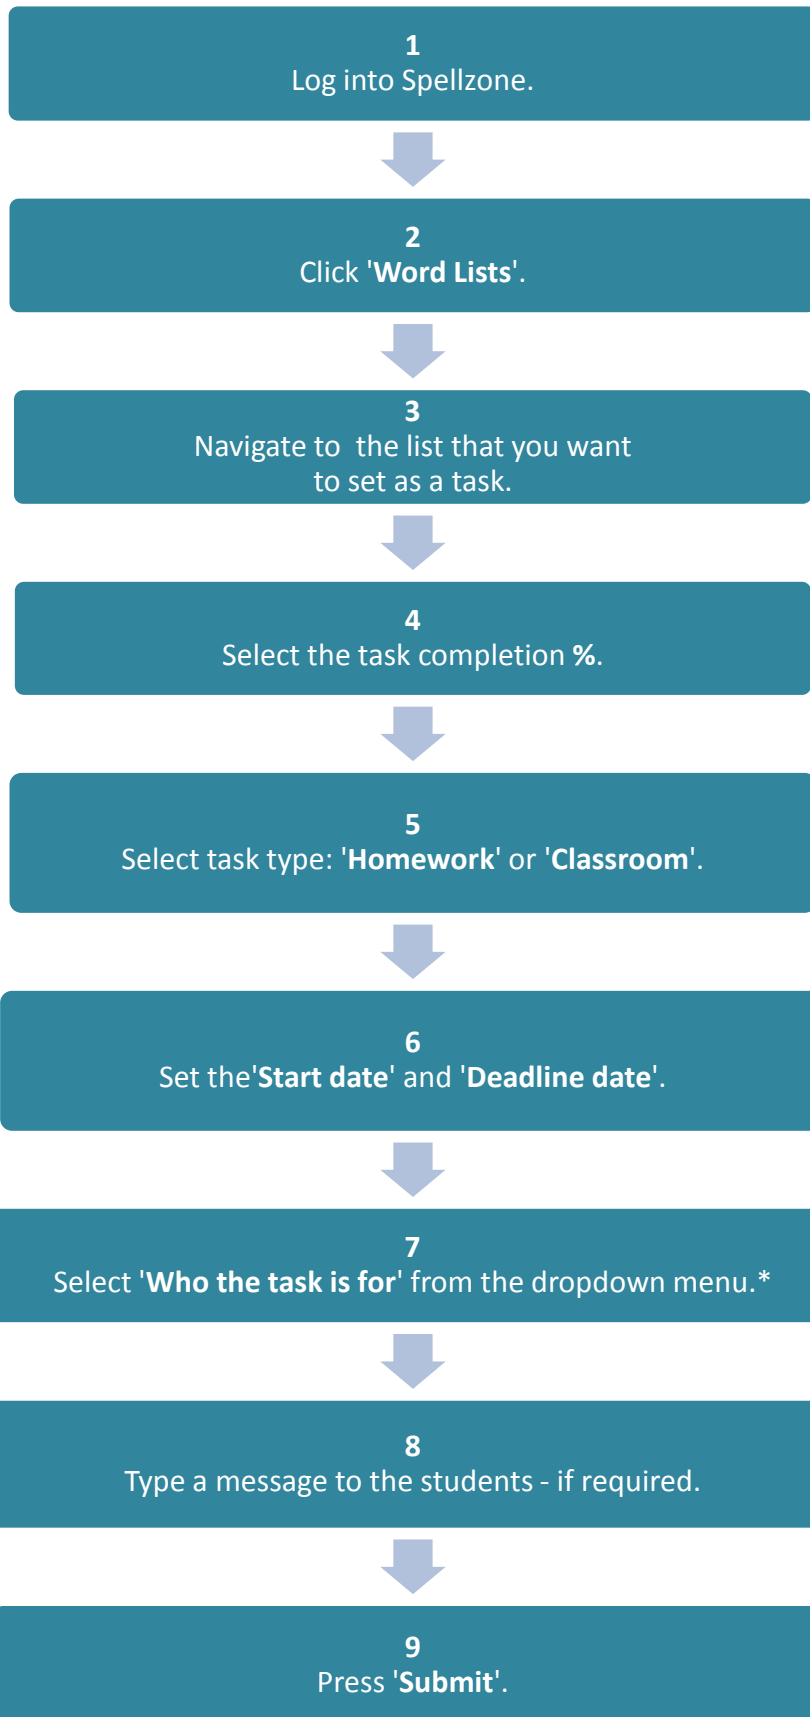 1
Log into Spellzone.
2
Click 'Word Lists'.
3
Navigate to  the list that you want
to set as a task.
4
Select the task completion %.
5
Select task type: 'Homework' or 'Classroom'.
6
Set the'Start date' and 'Deadline date'.
7
Select 'Who the task is for' from the dropdown menu.*
8
Type a message to the students - if required.
9
Press 'Submit'.